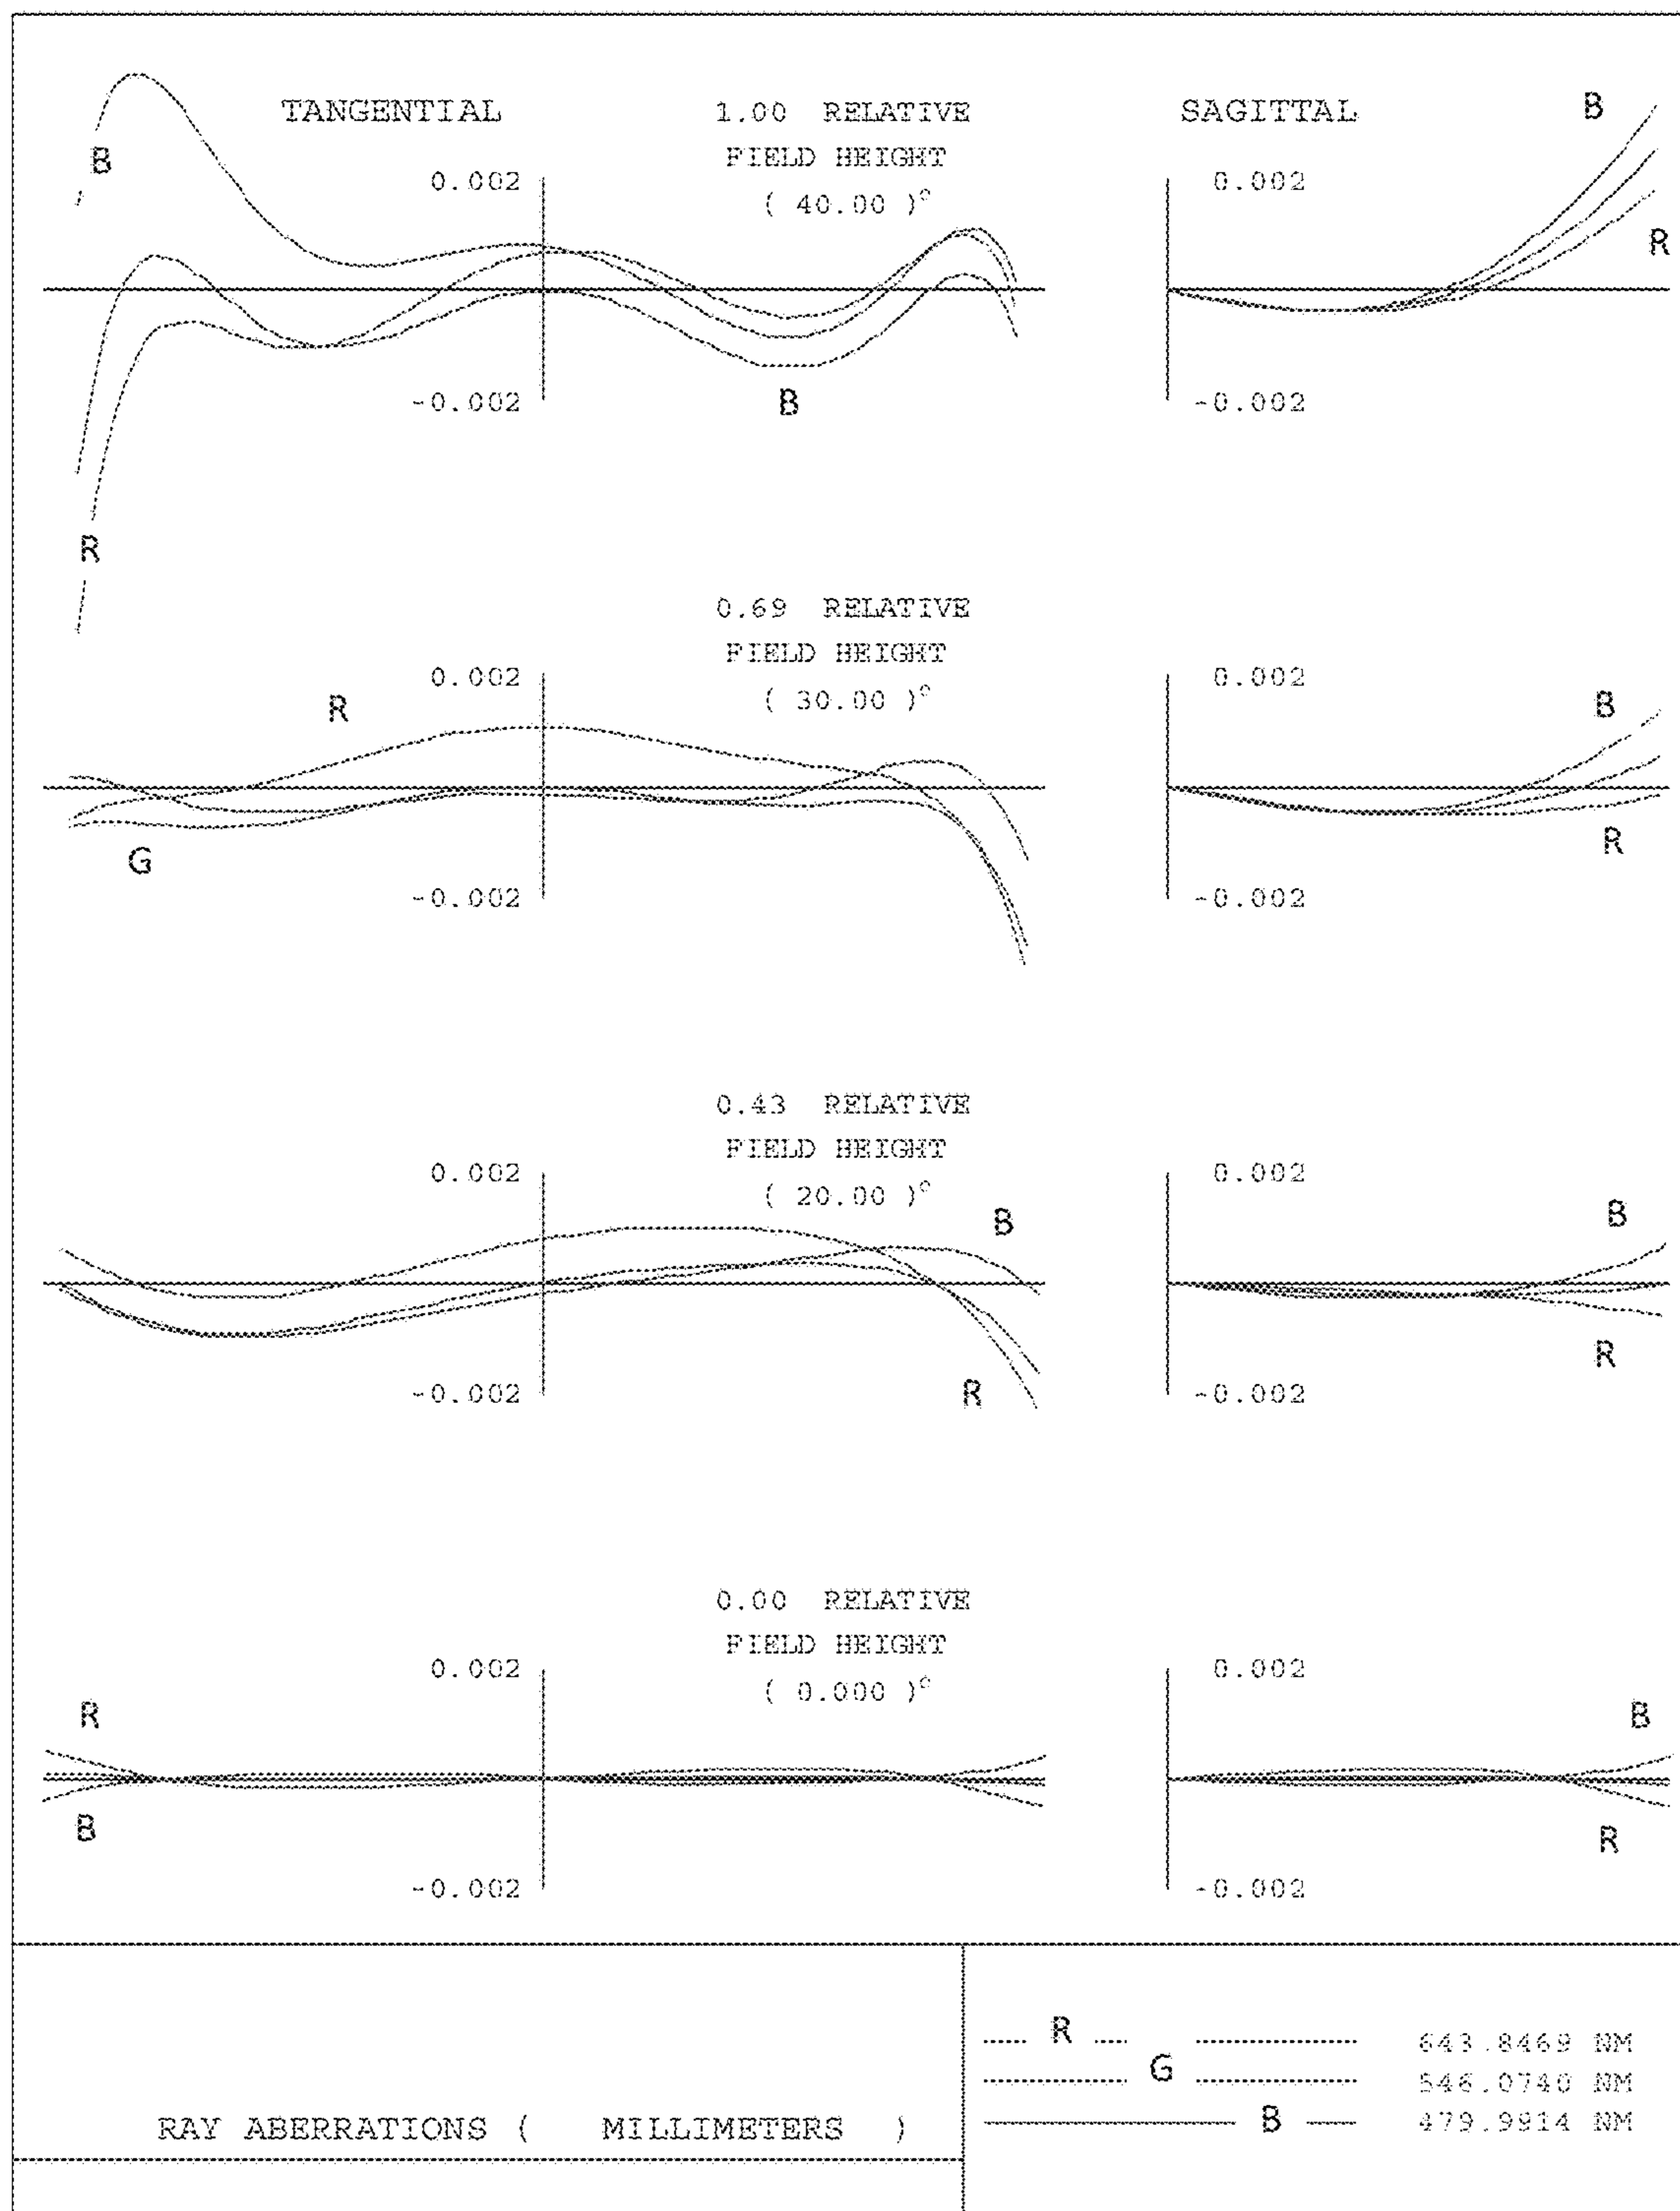 TANGENTIAL 1.00 RELATIVE SAGITTAL B
FIELD HEIGHT
B 0.002 ( 40.00 )° 0.002
R
-0.002 B -0.002
R
0.69 RELATIVE
FIELD HEIGHT
0.002 ( 30.00 )° 0.002
R B
G R
-0.002 -0.002
0.43 RELATIVE
FIELD HEIGHT
0.002 ( 20.00 )° 0.002
B B
R
-0.002 R -0.002
0.00 RELATIVE
FIELD HEIGHT
0.002 ( 0.000 )° 0.002
R B
B R
-0.002 -0.002
R 643.8469 NM
G 546.0740 NM
B 479.9914 NM
RAY ABERRATIONS ( MILLIMETERS )